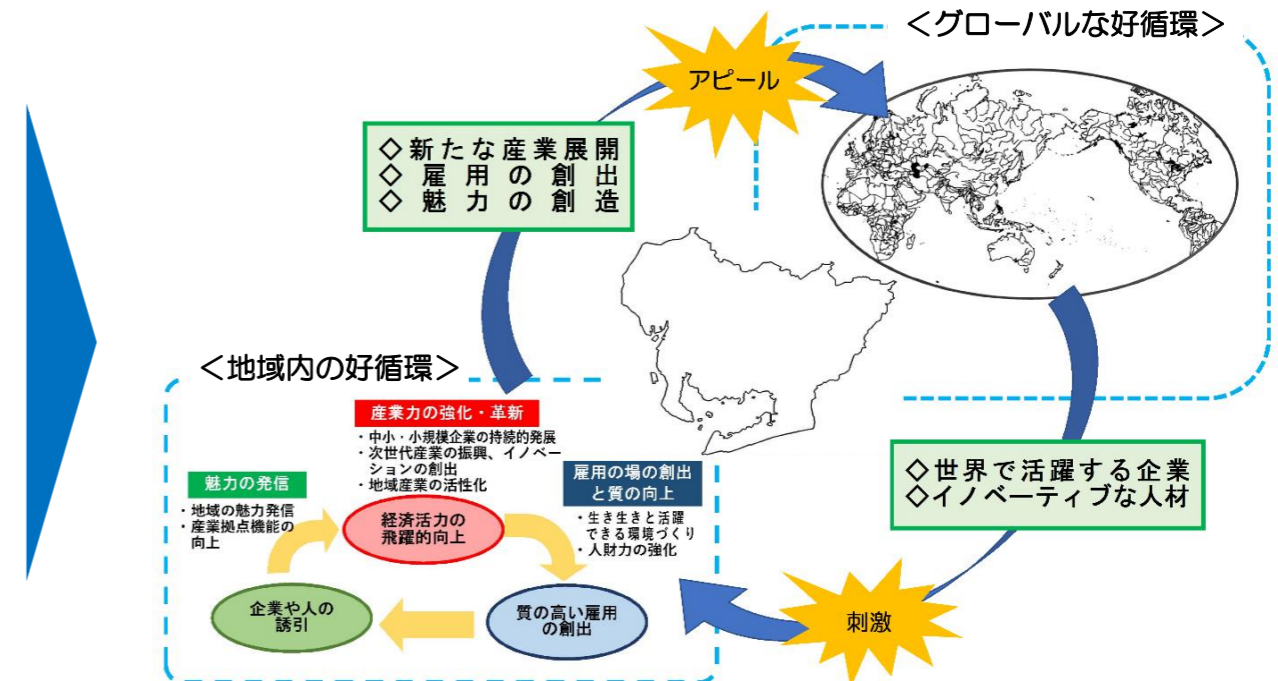 ＜グローバルな好循環＞
アピール
◇新たな産業展開
◇雇用の創出
◇魅力の創造
＜地域内の好循環＞
産業力の強化・革新
・中小・小規模企業の持続的発展
・次世代産業の振興、イノベー
ションの創出
・地域産業の活性化
魅力の発信
・地域の魅力発信
・産業拠点機能の
向上
雇用の場の創出
と質の向上
・生き生きと活躍
できる環境づくり
・人財力の強化
経済活力の
飛躍的向上
企業や人の
誘引
質の高い雇用
の創出
◇世界で活躍する企業
◇イノベーティブな人材
刺激